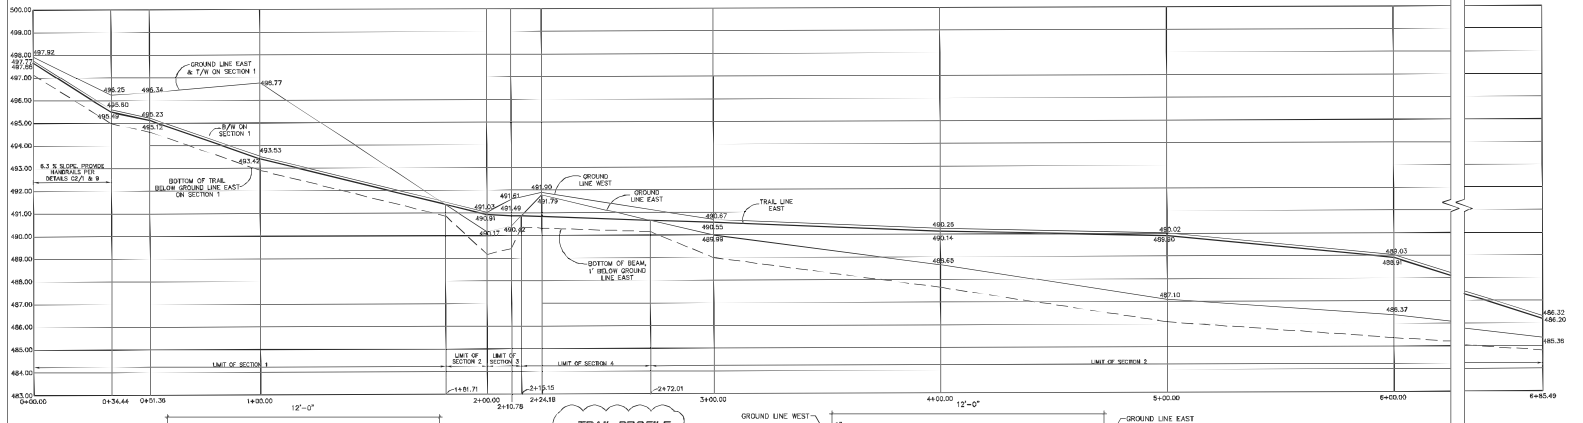 500.00
499.00
498.00
497.92
497.77
497.66
497.00
496.00
495.00
494.00
493.00
492.00
491.00
490.00
489.00
488.00
487.00
486.00
485.00
484.00
483.00
GROUND LINE EAST
& T/W ON SECTION 1
496.25
496.34
496.77
495.60
495.49
495.23
495.12
B/W ON
SECTION 1
493.53
493.42
6.3 % SLOPE, PROVIDE
HANDRAILS PER
DETAILS C2/1 & 9
BOTTOM OF TRAIL
BELOW GROUND LINE EAST
ON SECTION 1
491.03
490.91
490.17
491.61
491.49
490.42
491.90
491.79
GROUND
LINE WEST
GROUND
LINE EAST
TRAIL LINE
EAST
BOTTOM OF BEAM,
1' BELOW GROUND
LINE EAST
490.67
490.55
489.99
490.26
490.14
488.65
490.02
489.90
487.10
489.03
488.91
486.37
486.32
486.20
485.36
LIMIT OF SECTION 1
LIMIT OF
SECTION 2
LIMIT OF
SECTION 3
LIMIT OF SECTION 4
LIMIT OF SECTION 2
1+81.71
2+15.15
2+72.01
0+00.00
0+34.44
0+51.36
1+00.00
2+00.00
2+10.78
2+24.18
3+00.00
4+00.00
5+00.00
6+00.00
6+85.49
12'-0"
12'-0"
TRAIL PROFILE
GROUND LINE WEST
GROUND LINE EAST